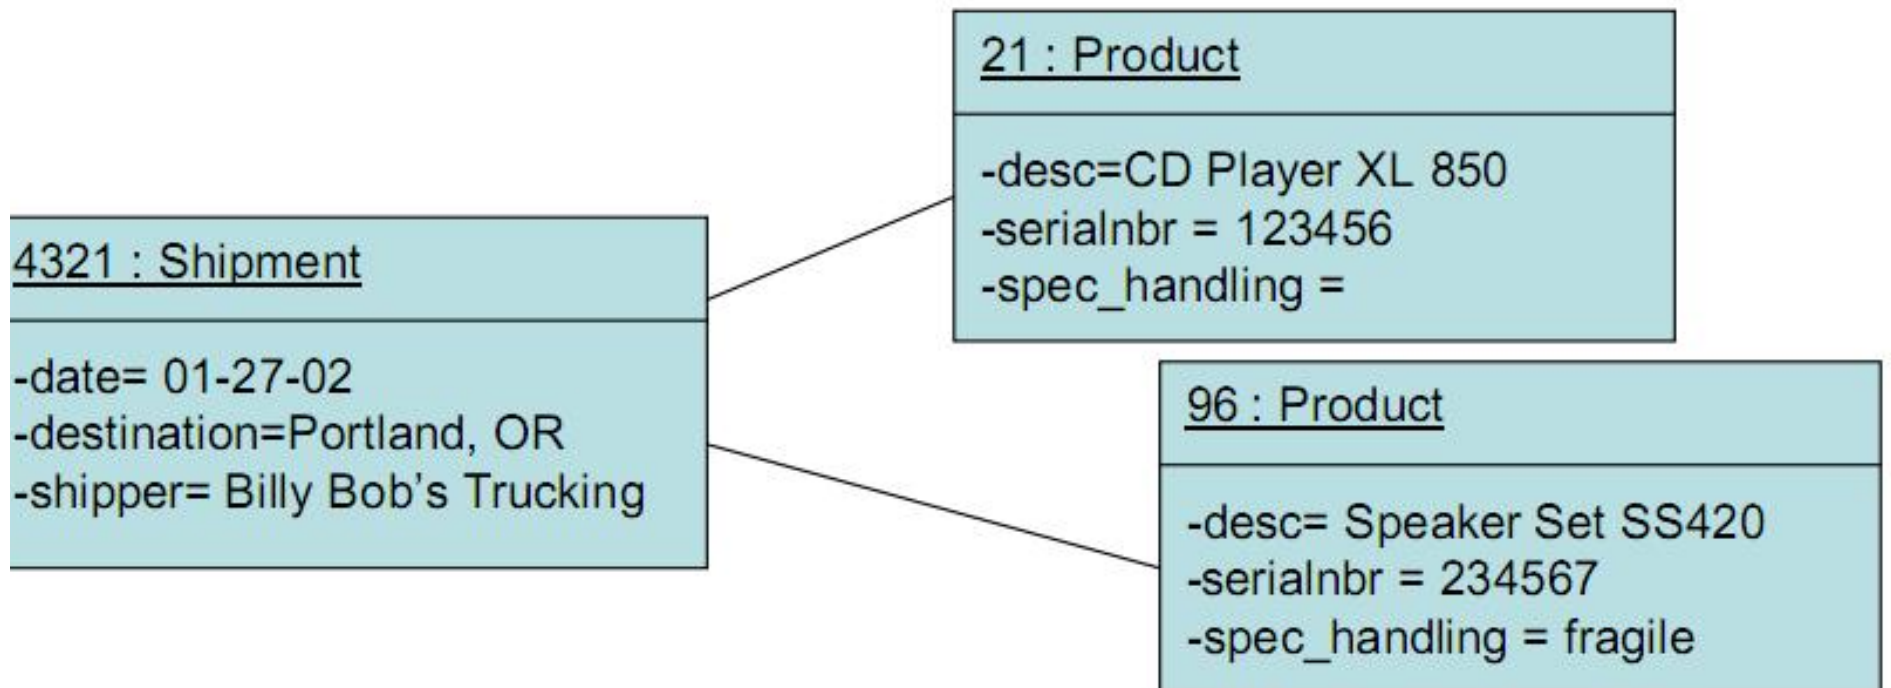 21 : Product
-desc=CD Player XL 850
-serialnbr = 123456
-spec_handling =
4321 : Shipment
-date= 01-27-02
-destination=Portland, OR
-shipper= Billy Bob’s Trucking
96 : Product
-desc= Speaker Set SS420
-serialnbr = 234567
-spec_handling = fragile